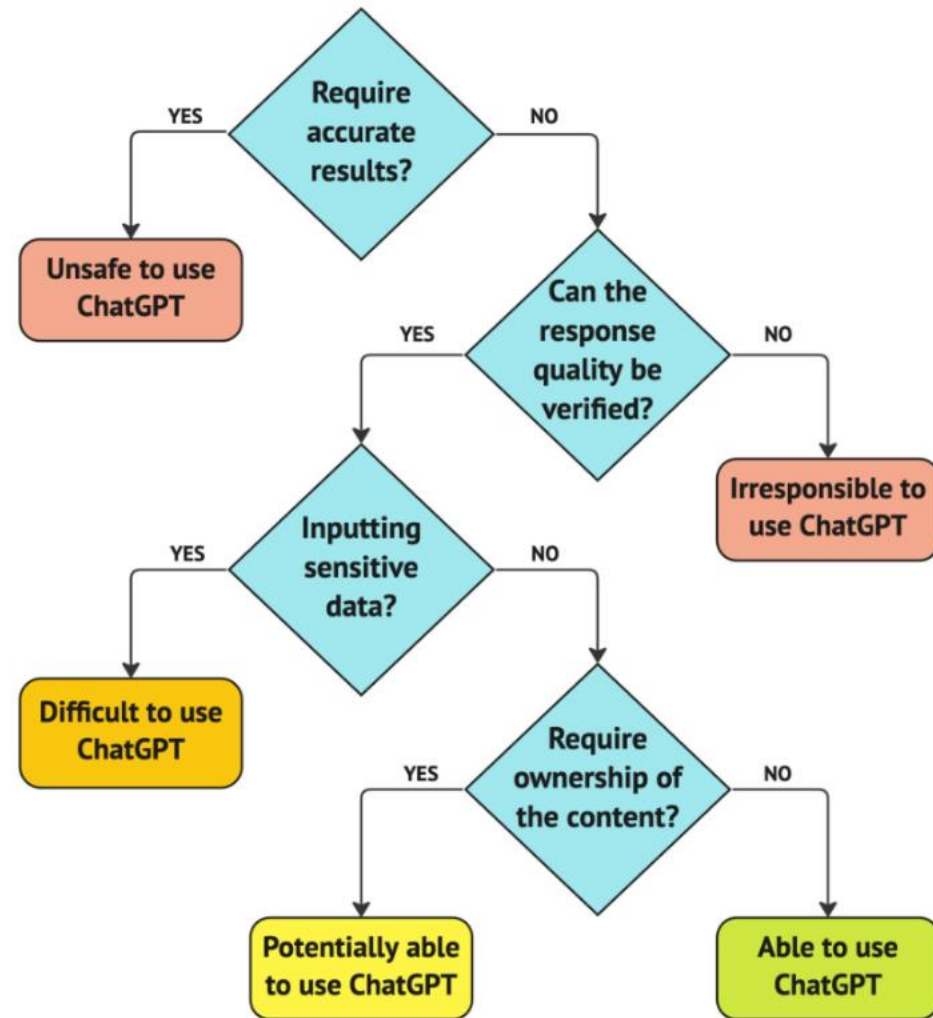 Require
accurate
results?
YES
NO
Unsafe to use
ChatGPT
Can the
response
quality be
verified?
YES
NO
Irresponsible to
use ChatGPT
Inputting
sensitive
data?
YES
NO
Difficult to use
ChatGPT
Require
ownership of
the content?
YES
NO
Potentially able
to use ChatGPT
Able to use
ChatGPT